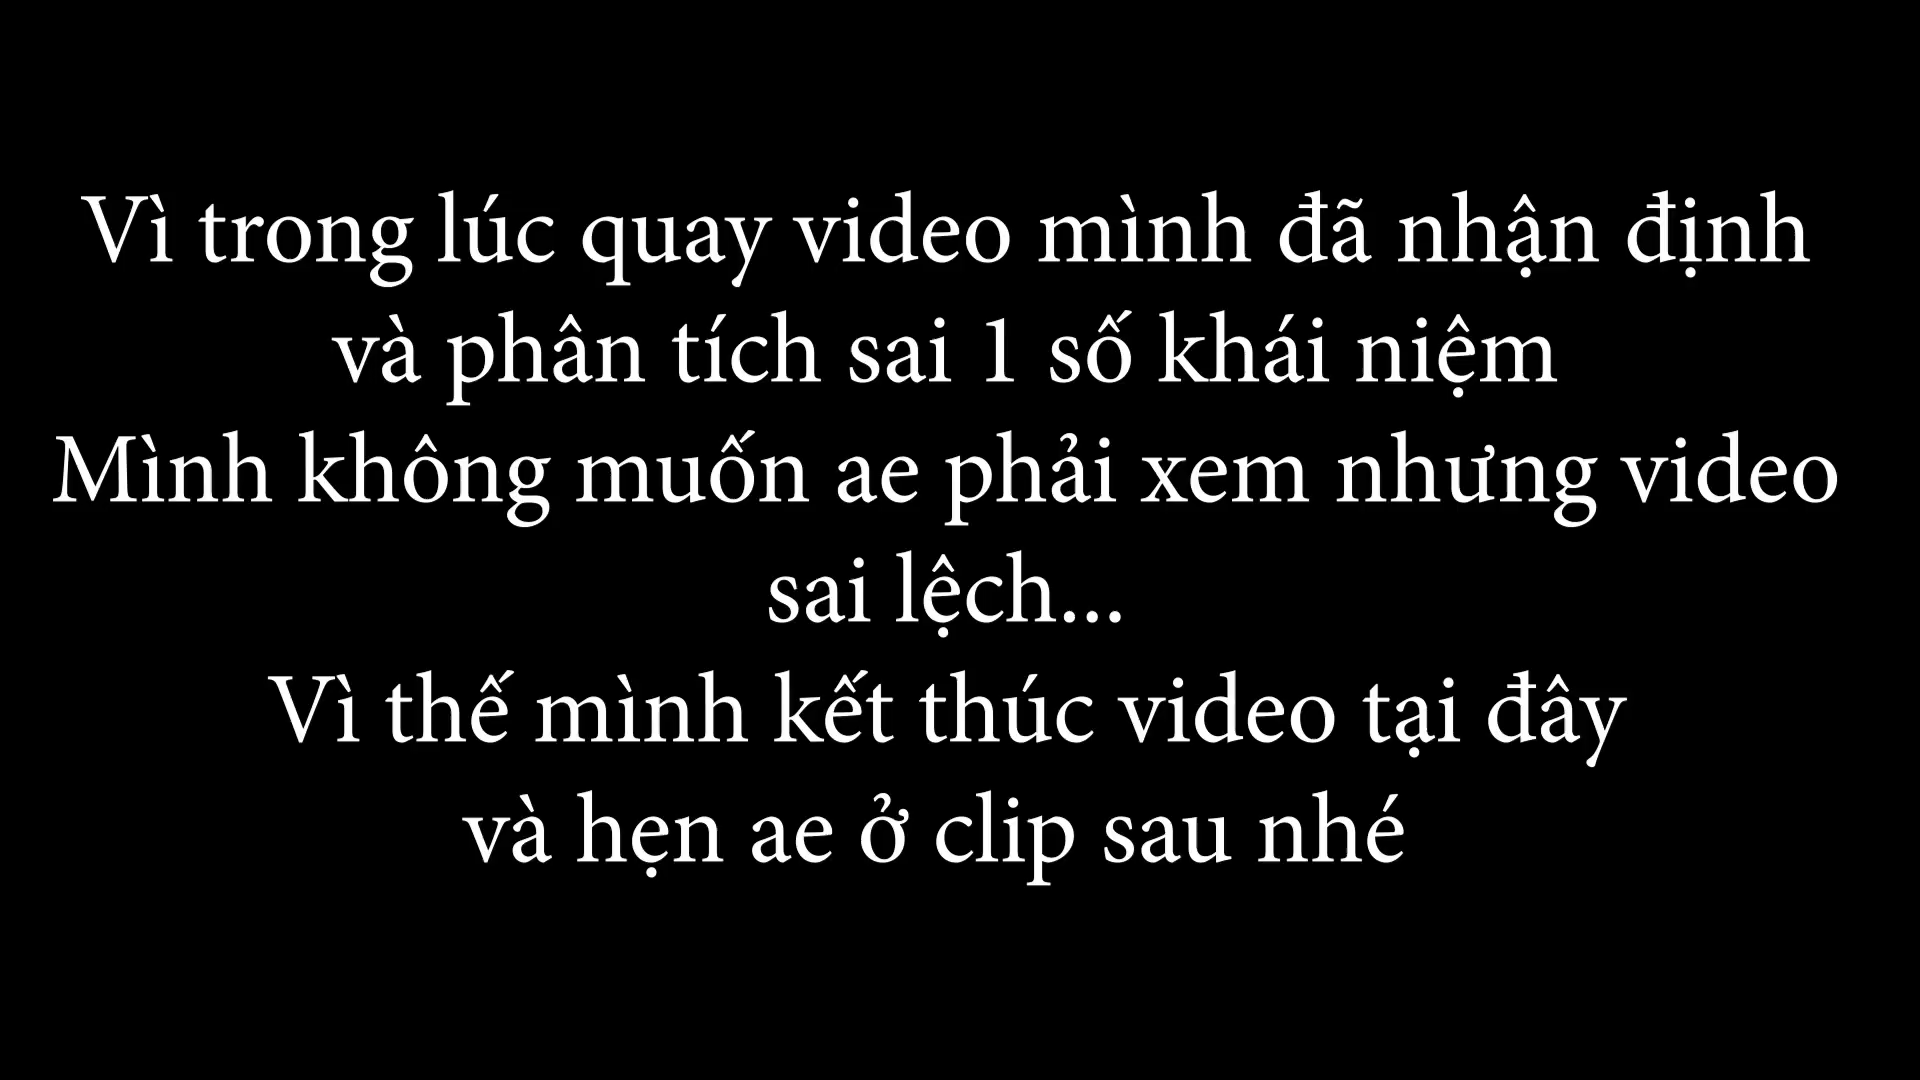 Vì trong lúc quay video mình đã nhận định
và phân tích sai 1 số khái niệm
Mình không muốn ae phải xem nhưng video
sai lệch...
Vì thế mình kết thúc video tại đây
và hẹn ae ở clip sau nhé